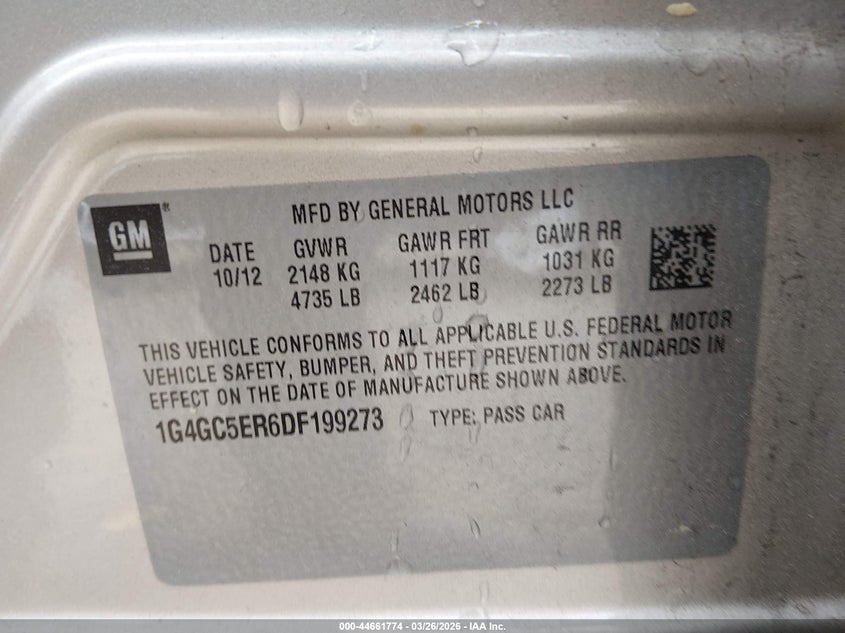 GM ®
MFD BY GENERAL MOTORS LLC
DATE GVWR GAWR FRT GAWR RR
10/12 2148 KG 1117 KG 1031 KG
4735 LB 2462 LB 2273 LB
THIS VEHICLE CONFORMS TO ALL APPLICABLE U.S. FEDERAL MOTOR
VEHICLE SAFETY, BUMPER, AND THEFT PREVENTION STANDARDS IN
EFFECT ON THE DATE OF MANUFACTURE SHOWN ABOVE.
1G4GC5ER6DF199273 TYPE: PASS CAR
000-44661774 | 03/26/2026 - IAA Inc.